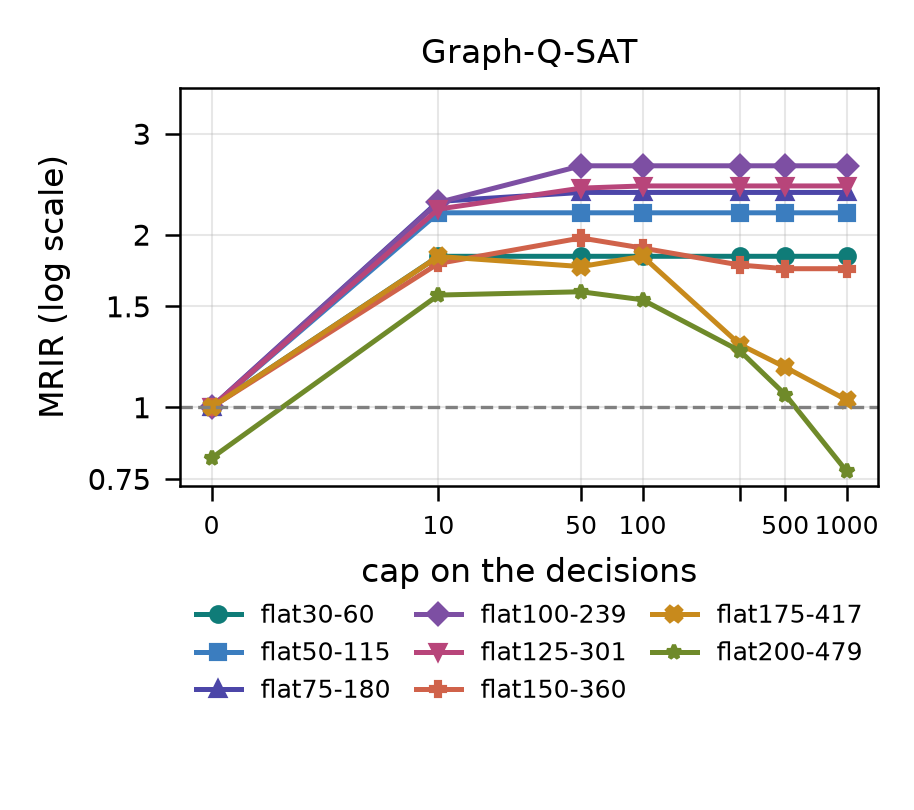 Graph-Q-SAT
MRIR (log scale)
3
2
1.5
1
0.75
0 10 50 100 500 1000
cap on the decisions
flat30-60 flat100-239 flat175-417
flat50-115 flat125-301 flat200-479
flat75-180 flat150-360